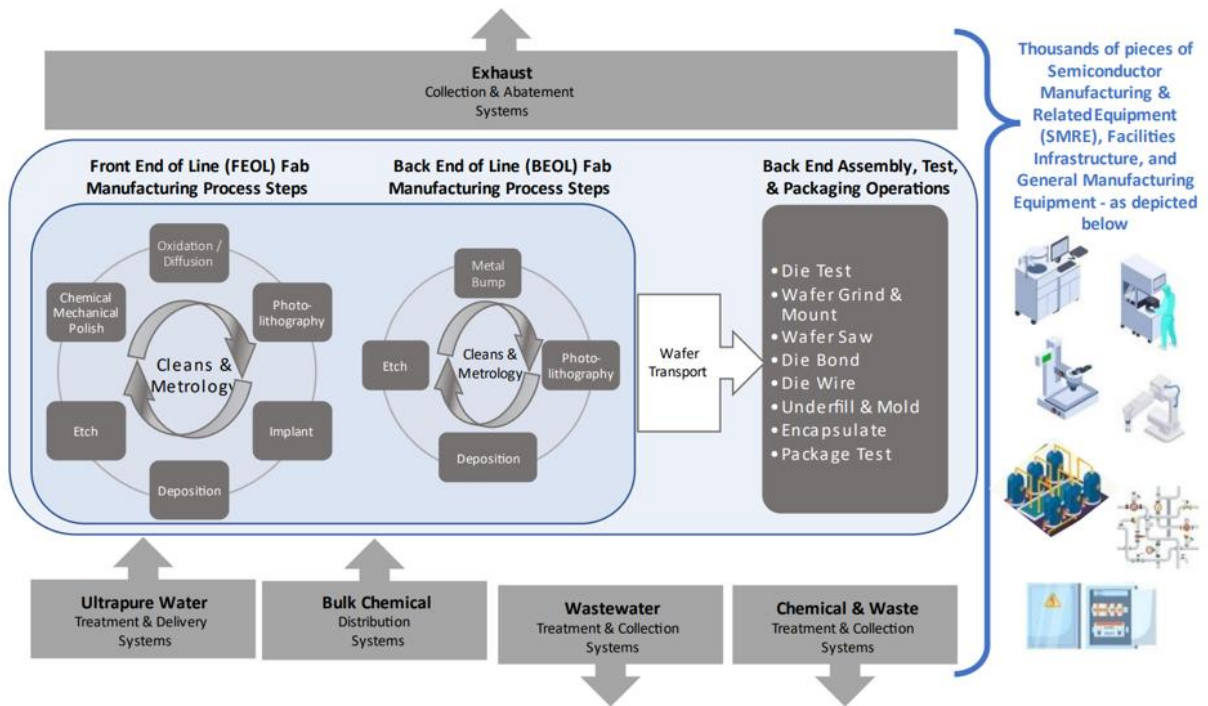 Exhaust
Collection & Abatement
Systems
Thousands of pieces of
Semiconductor
Manufacturing &
Related Equipment
(SMRE), Facilities
Infrastructure, and
General Manufacturing
Equipment - as depicted
below
Front End of Line (FEOL) Fab
Manufacturing Process Steps
Back End of Line (BEOL) Fab
Manufacturing Process Steps
Back End Assembly, Test,
& Packaging Operations
Oxidation /
Diffusion
Chemical
Mechanical
Polish
Photo-
lithography
Cleans &
Metrology
Etch
Implant
Deposition
Metal
Bump
Etch
Cleans &
Metrology
Photo-
lithography
Deposition
Wafer
Transport
• Die Test
• Wafer Grind &
Mount
• Wafer Saw
• Die Bond
• Die Wire
• Underfill & Mold
• Encapsulate
• Package Test
Ultrapure Water
Treatment & Delivery
Systems
Bulk Chemical
Distribution
Systems
Wastewater
Treatment & Collection
Systems
Chemical & Waste
Treatment & Collection
Systems